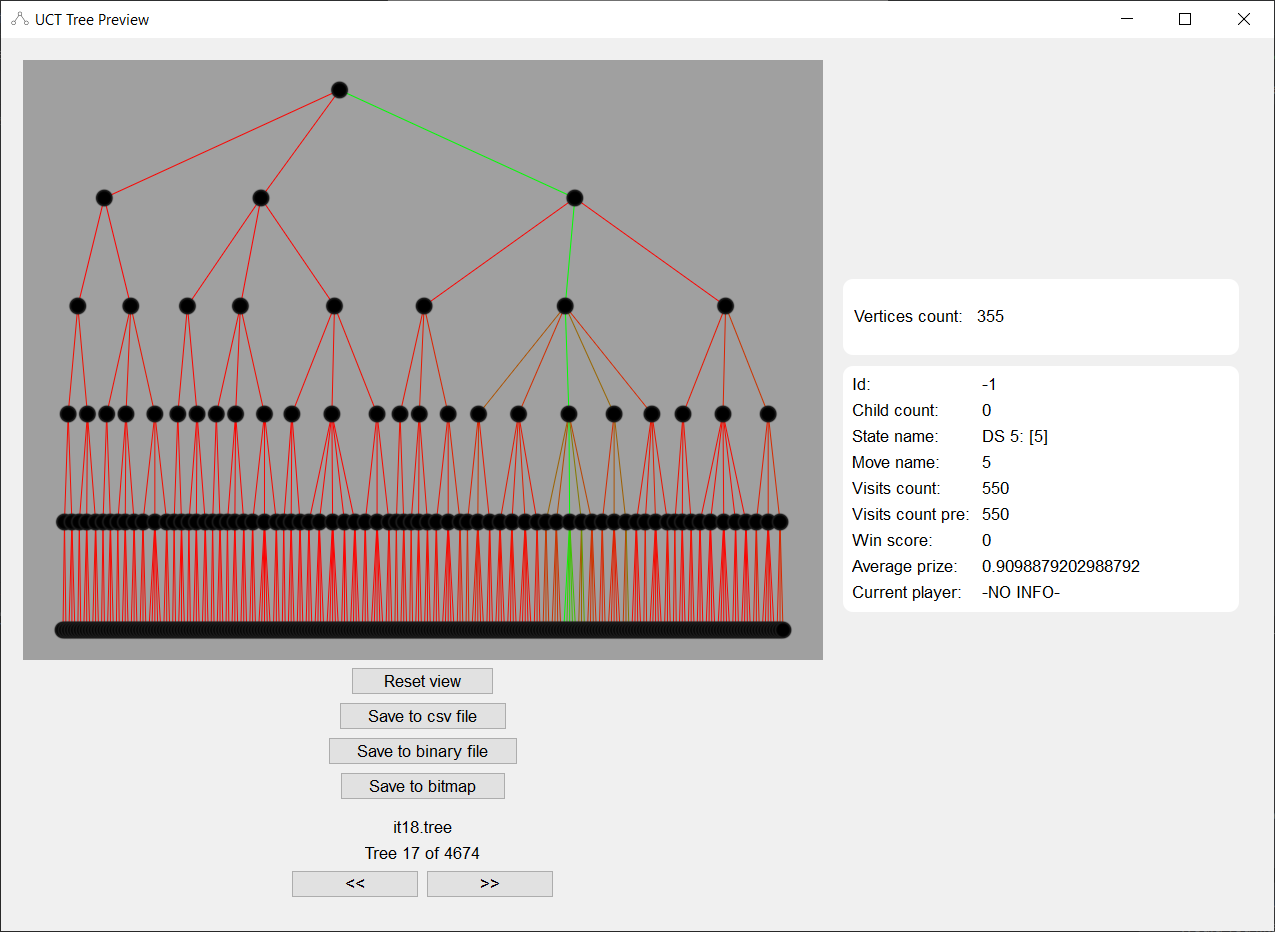 UCT Tree Preview
Vertices count: 355
Id: -1
Child count: 0
State name: DS 5: [5]
Move name: 5
Visits count: 550
Visits count pre: 550
Win score: 0
Average prize: 0.9098879202988792
Current player: -NO INFO-
Reset view
Save to csv file
Save to binary file
Save to bitmap
it18.tree
Tree 17 of 4674
<< >>